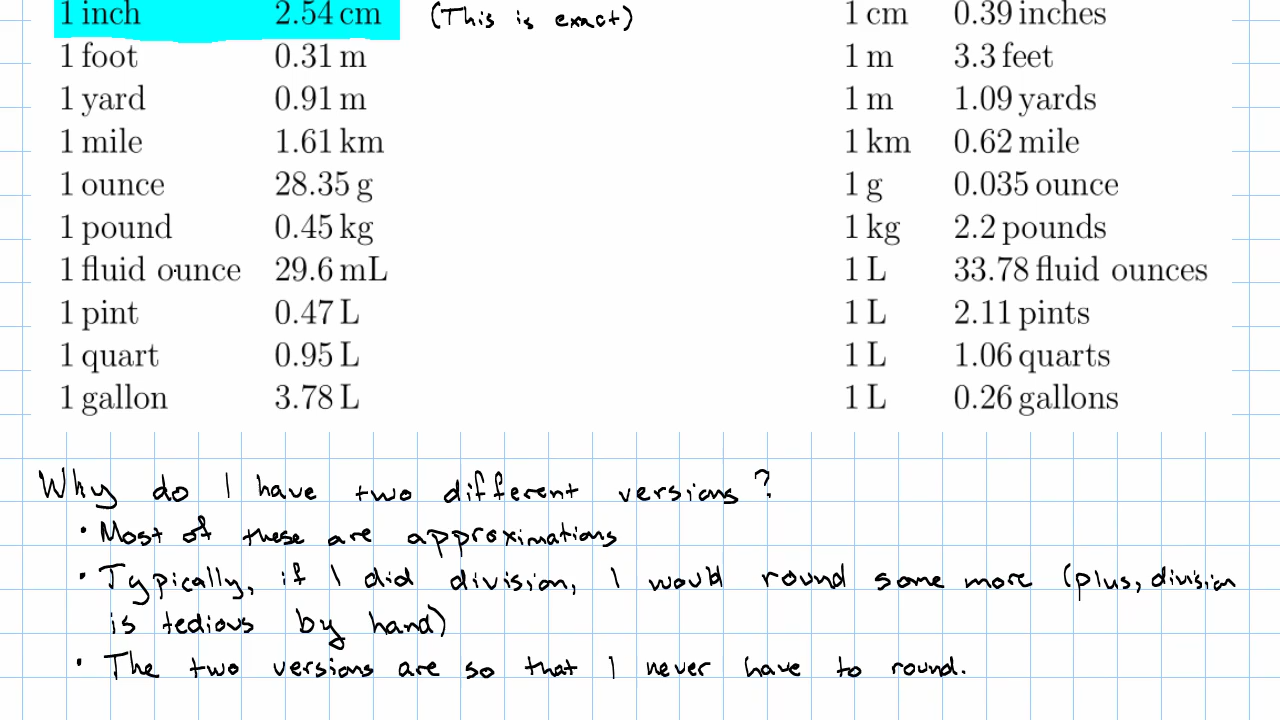 1 inch 2.54 cm (This is exact) 1 cm 0.39 inches
1 foot 0.31 m 1 m 3.3 feet
1 yard 0.91 m 1 m 1.09 yards
1 mile 1.61 km 1 km 0.62 mile
1 ounce 28.35 g 1 g 0.035 ounce
1 pound 0.45 kg 1 kg 2.2 pounds
1 fluid ounce 29.6 mL 1 L 33.78 fluid ounces
1 pint 0.47 L 1 L 2.11 pints
1 quart 0.95 L 1 L 1.06 quarts
1 gallon 3.78 L 1 L 0.26 gallons
Why do I have two different versions?
• Most of these are approximations
• Typically, if I did division, I would round some more (plus, division
is tedious by hand)
• The two versions are so that I never have to round.